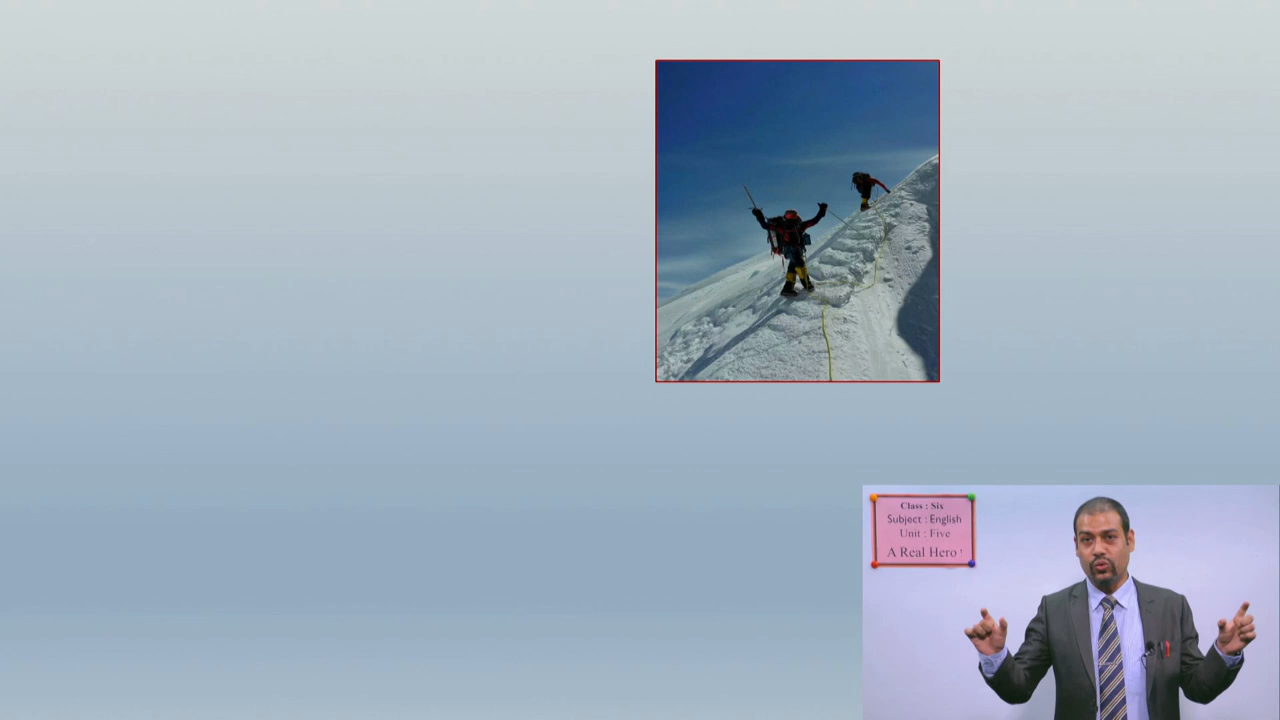 Class : Six
Subject : English
Unit : Five
A Real Hero !